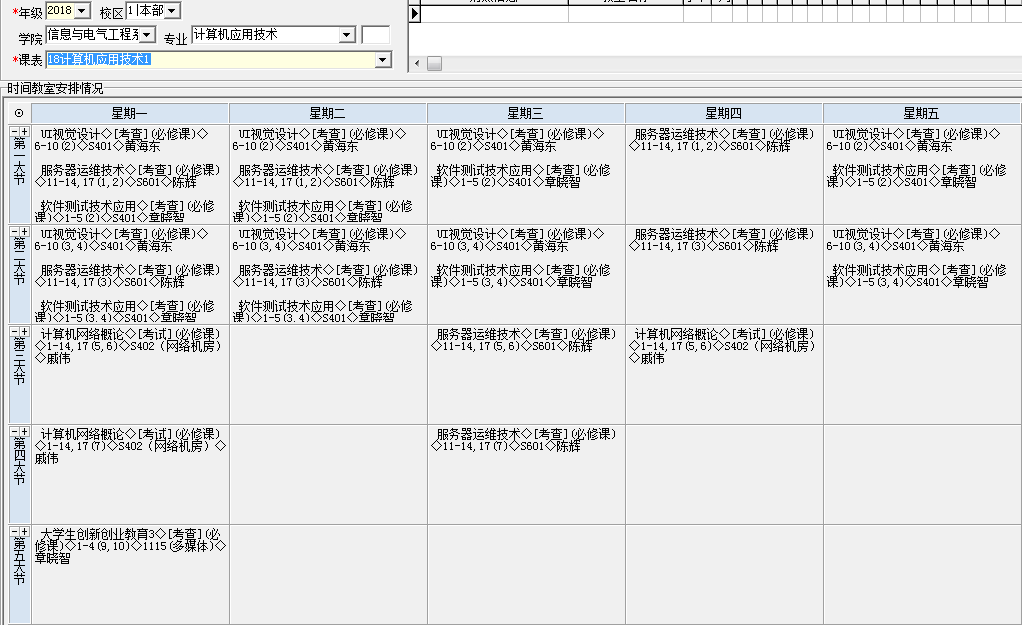 *年级 2018 校区 1|本部
学院 信息与电气工程系 专业 计算机应用技术
*课表 18计算机应用技术1
时间教室安排情况
星期一 星期二 星期三 星期四 星期五
第一大节
UI视觉设计◇[考查](必修课)◇
6-10(2)◇S401◇黄海东
服务器运维技术◇[考查](必修课)
◇11-14,17(1,2)◇S601◇陈辉
软件测试技术应用◇[考查](必修
课)◇1-5(2)◇S401◇章晓智
UI视觉设计◇[考查](必修课)◇
6-10(2)◇S401◇黄海东
服务器运维技术◇[考查](必修课)
◇11-14,17(1,2)◇S601◇陈辉
软件测试技术应用◇[考查](必修
课)◇1-5(2)◇S401◇章晓智
UI视觉设计◇[考查](必修课)◇
6-10(2)◇S401◇黄海东
软件测试技术应用◇[考查](必修
课)◇1-5(2)◇S401◇章晓智
服务器运维技术◇[考查](必修课)
◇11-14,17(1,2)◇S601◇陈辉
UI视觉设计◇[考查](必修课)◇
6-10(2)◇S401◇黄海东
软件测试技术应用◇[考查](必修
课)◇1-5(2)◇S401◇章晓智
第二大节
UI视觉设计◇[考查](必修课)◇
6-10(3,4)◇S401◇黄海东
服务器运维技术◇[考查](必修课)
◇11-14,17(3)◇S601◇陈辉
软件测试技术应用◇[考查](必修
课)◇1-5(3,4)◇S401◇章晓智
UI视觉设计◇[考查](必修课)◇
6-10(3,4)◇S401◇黄海东
服务器运维技术◇[考查](必修课)
◇11-14,17(3)◇S601◇陈辉
软件测试技术应用◇[考查](必修
课)◇1-5(3,4)◇S401◇章晓智
UI视觉设计◇[考查](必修课)◇
6-10(3,4)◇S401◇黄海东
软件测试技术应用◇[考查](必修
课)◇1-5(3,4)◇S401◇章晓智
服务器运维技术◇[考查](必修课)
◇11-14,17(3)◇S601◇陈辉
UI视觉设计◇[考查](必修课)◇
6-10(3,4)◇S401◇黄海东
软件测试技术应用◇[考查](必修
课)◇1-5(3,4)◇S401◇章晓智
第三大节
计算机网络概论◇[考试](必修课)
◇1-14,17(5,6)◇S402（网络机房）
◇戚伟
服务器运维技术◇[考查](必修课)
◇11-14,17(5,6)◇S601◇陈辉
计算机网络概论◇[考试](必修课)
◇1-14,17(5,6)◇S402（网络机房）
◇戚伟
第四大节
计算机网络概论◇[考试](必修课)
◇1-14,17(7)◇S402（网络机房）◇
戚伟
服务器运维技术◇[考查](必修课)
◇11-14,17(7)◇S601◇陈辉
第五大节
大学生创新创业教育3◇[考查](必
修课)◇1-4(9,10)◇1115(多媒体)◇
章晓智